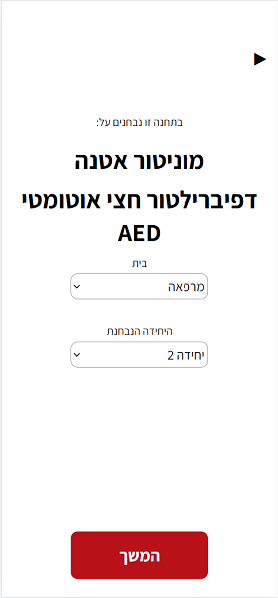 בתחנה זו נבחנים על:
מוניטור אטנה
דפיברילטור חצי אוטומטי
AED
בית
מרפאה
היחידה הנבחנת
יחידה 2
המשך